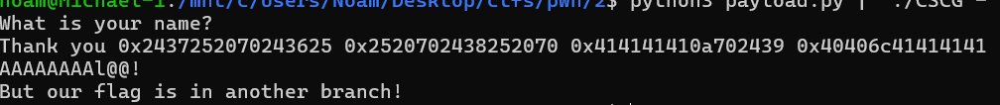 noam@Michael-1:/mnt/c/Users/Noam/Desktop/ctfs/pwn/2$ python3 payload.py | ./CSCG -
What is your name?
Thank you 0x2437252070243625 0x2520702438252070 0x414141410a702439 0x40406c41414141
AAAAAAAAl@@!
But our flag is in another branch!